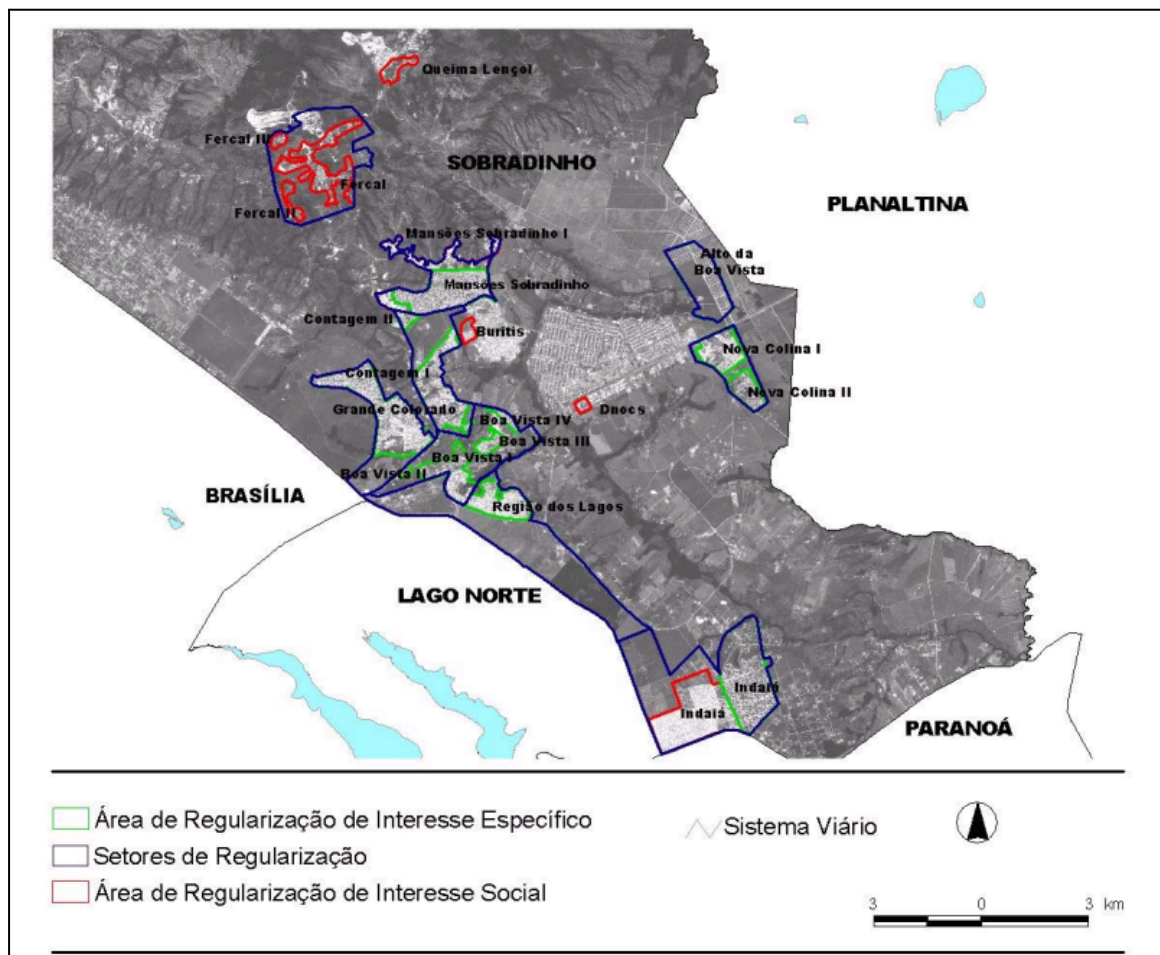 Queima Lençol
Fercal III
SOBRADINHO
Fercal
PLANALTINA
Fercal II
Mansões Sobradinho I
Alto da
Boa Vista
Mansões Sobradinho
Contagem II
Buritis
Nova Colina I
Contagem I
Nova Colina II
Grande Colorado
Dnocs
Boa Vista IV
Boa Vista III
Boa Vista I
Boa Vista II
BRASÍLIA
Região dos Lagos
LAGO NORTE
Indaiá
Indaiá
PARANOÁ
Área de Regularização de Interesse Específico
Sistema Viário
Setores de Regularização
Área de Regularização de Interesse Social
3 0 3 km